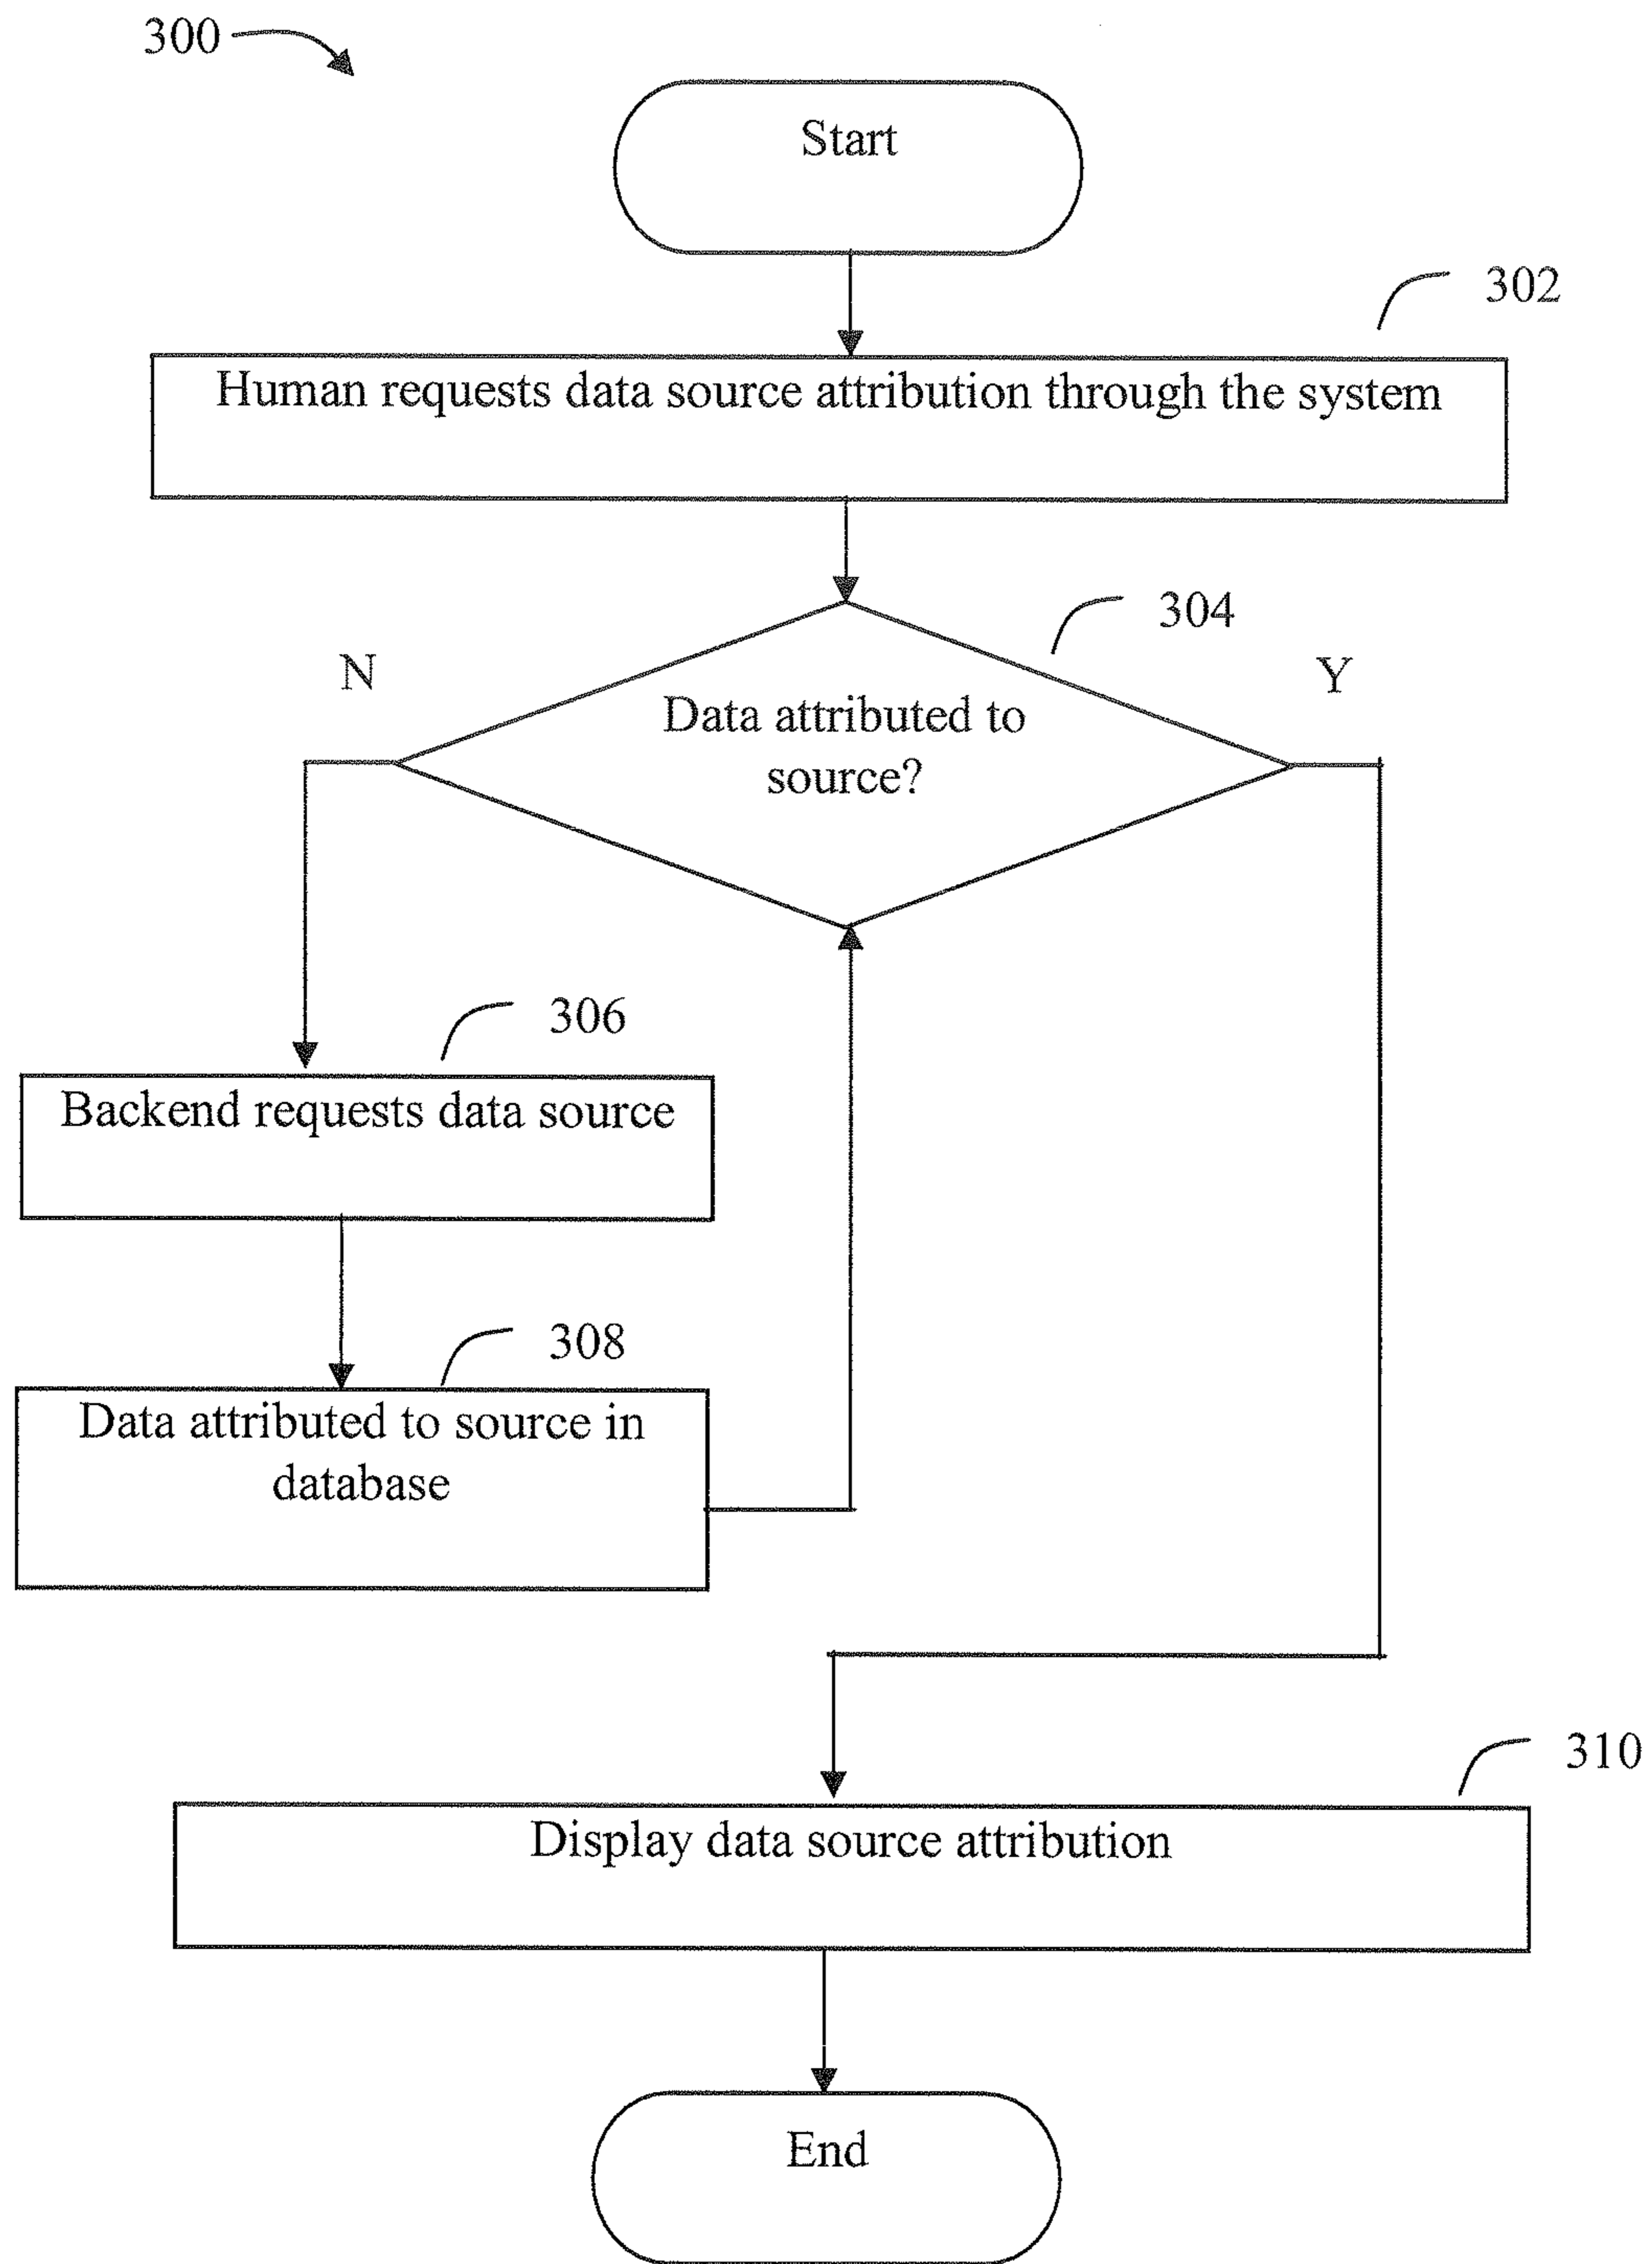 300
Start
302
Human requests data source attribution through the system
304
N
Y
Data attributed to
source?
306
Backend requests data source
308
Data attributed to source in
database
310
Display data source attribution
End